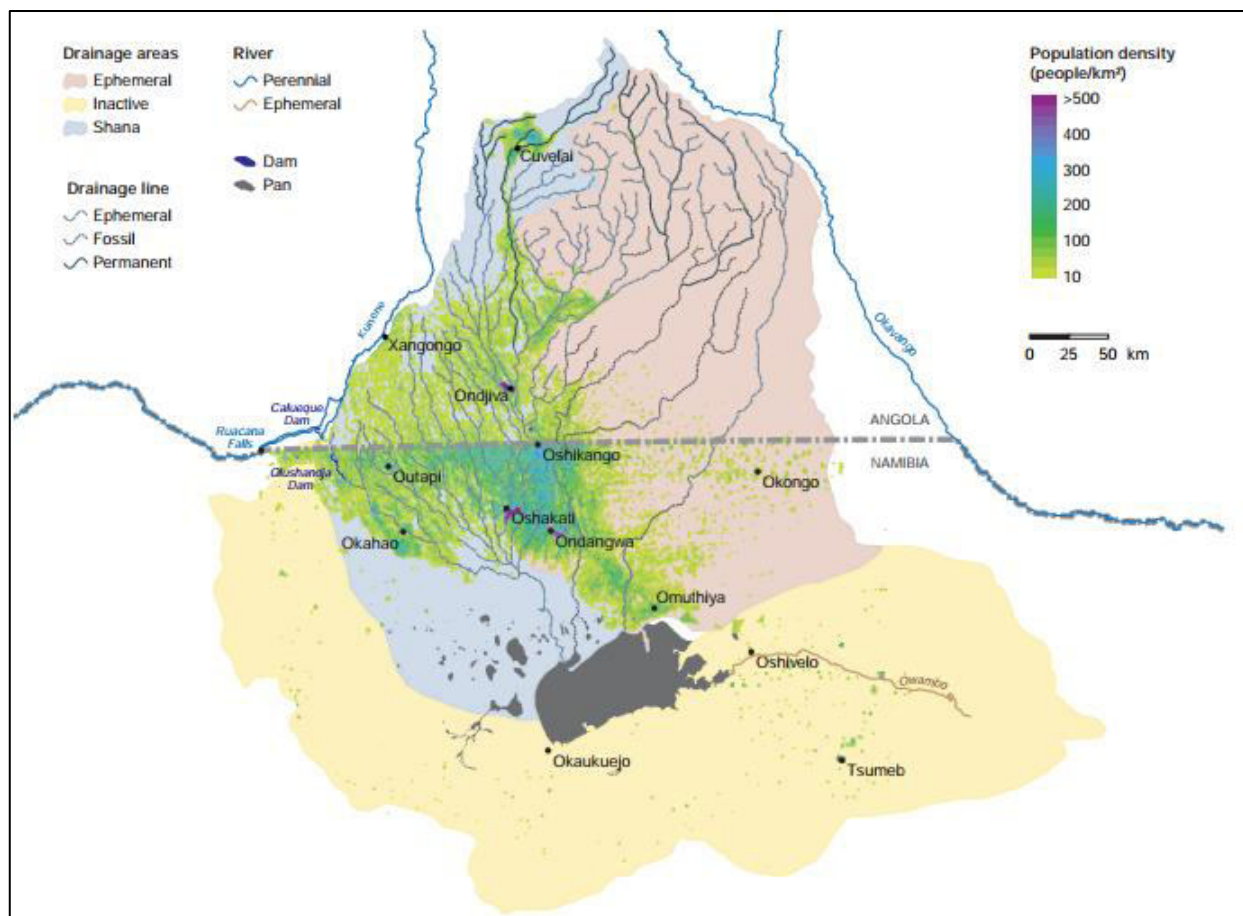 Drainage areas
Ephemeral
Inactive
Shana
Drainage line
Ephemeral
Fossil
Permanent
River
Perennial
Ephemeral
Dam
Pan
Population density
(people/km²)
>500
400
300
200
100
10
0 25 50 km
Cuvelai
Kunene
Xangongo
Okavango
Ondjiva
Calueque
Dam
Ruacana
Falls
ANGOLA
Oshikango
NAMIBIA
Olushandja
Dam
Outapi
Okongo
Oshakati
Okahao
Ondangwa
Omuthiya
Oshivelo
Owambo
Okaukuejo
Tsumeb